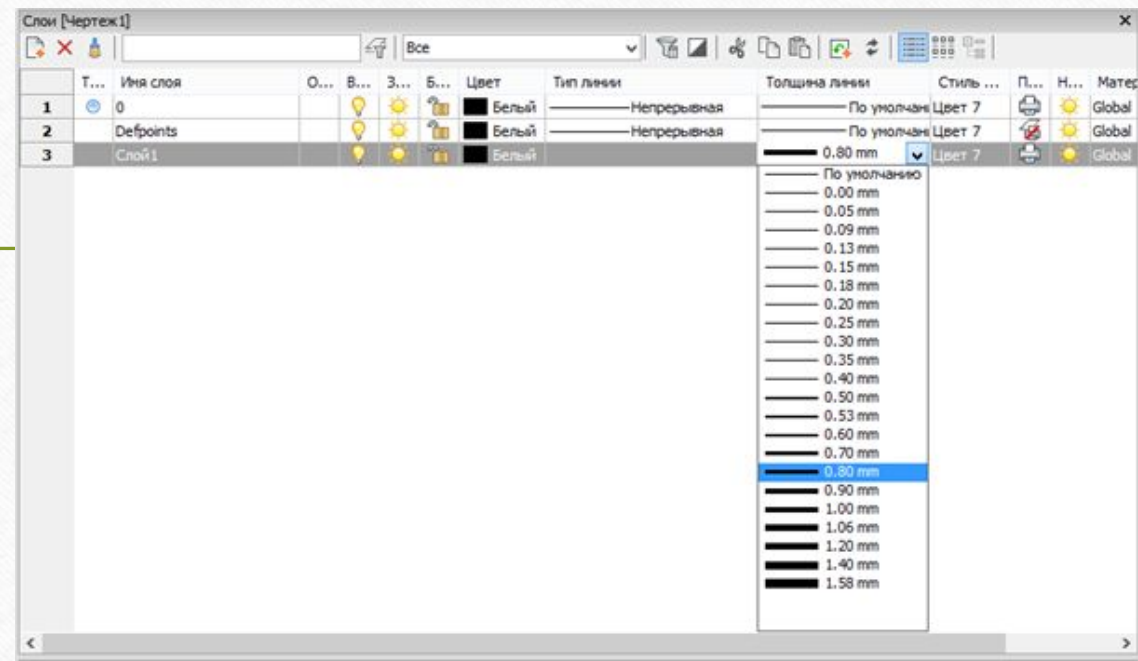 Слои [Чертеж1]
Все
Т... Имя слоя О... В... З... Б... Цвет Тип линии Толщина линии Стиль ... П... Н... Матер
1 0 Белый Непрерывная По умолчани Цвет 7 Global
2 Defpoints Белый Непрерывная По умолчани Цвет 7 Global
3 Слой1 Белый 0.80 mm Цвет 7 Global
По умолчанию
0.00 mm
0.05 mm
0.09 mm
0.13 mm
0.15 mm
0.18 mm
0.20 mm
0.25 mm
0.30 mm
0.35 mm
0.40 mm
0.50 mm
0.53 mm
0.60 mm
0.70 mm
0.80 mm
0.90 mm
1.00 mm
1.06 mm
1.20 mm
1.40 mm
1.58 mm